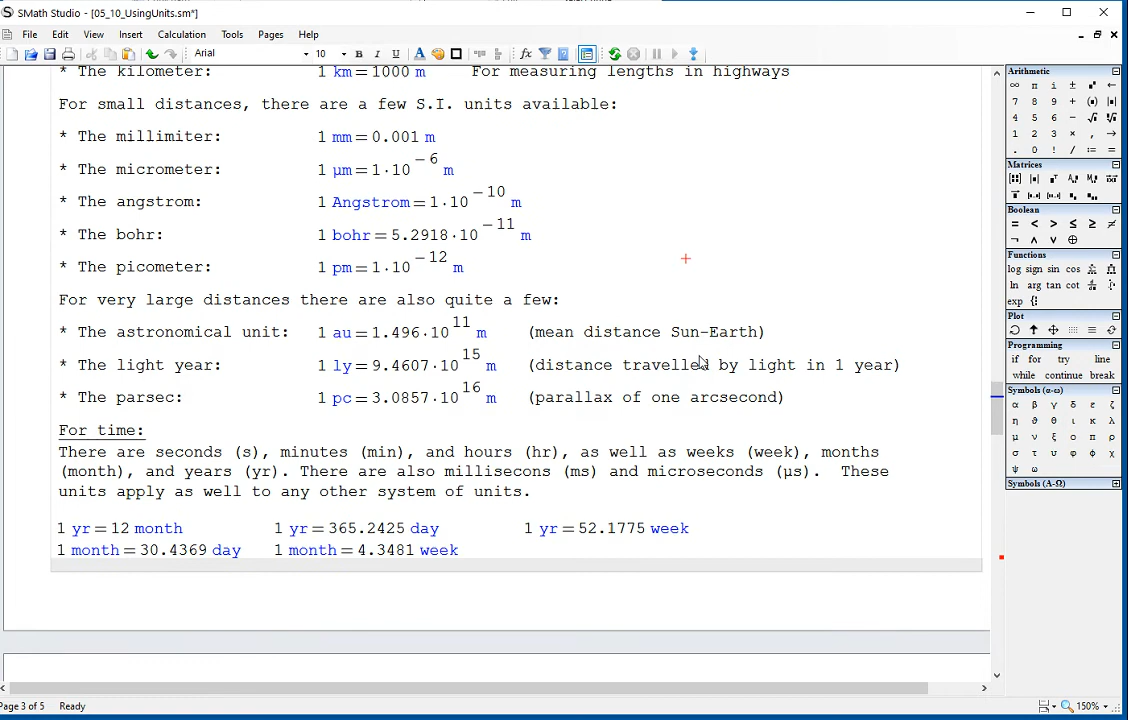 SMath Studio - [05_10_UsingUnits.sm*]
File Edit View Insert Calculation Tools Pages Help
Arial 10 B I U A fx
* The kilometer: 1 km = 1000 m For measuring lengths in highways
For small distances, there are a few S.I. units available:
* The millimiter: 1 mm = 0.001 m
* The micrometer: 1 μm = 1·10^-6 m
* The angstrom: 1 Angstrom = 1·10^-10 m
* The bohr: 1 bohr = 5.2918·10^-11 m
* The picometer: 1 pm = 1·10^-12 m
For very large distances there are also quite a few:
* The astronomical unit: 1 au = 1.496·10^11 m (mean distance Sun-Earth)
* The light year: 1 ly = 9.4607·10^15 m (distance travelled by light in 1 year)
* The parsec: 1 pc = 3.0857·10^16 m (parallax of one arcsecond)
For time:
There are seconds (s), minutes (min), and hours (hr), as well as weeks (week), months
(month), and years (yr). There are also millisecons (ms) and microseconds (μs). These
units apply as well to any other system of units.
1 yr = 12 month 1 yr = 365.2425 day 1 yr = 52.1775 week
1 month = 30.4369 day 1 month = 4.3481 week
Arithmetic
∞ π i ± ←
7 8 9 + (•) |•|
4 5 6 − √
1 2 3 × , →
. 0 ! / := =
Matrices
Boolean
= < > ≤ ≥ ≠
¬ ∧ ∨ ⊕
Functions
log sign sin cos
ln arg tan cot
exp
Plot
Programming
if for try line
while continue break
Symbols (α-ω)
α β γ δ ε ζ
η ϑ θ ι κ λ
μ ν ξ ο π ρ
σ τ υ φ ϕ χ
ψ ω
Symbols (Α-Ω)
Page 3 of 5 Ready 150%